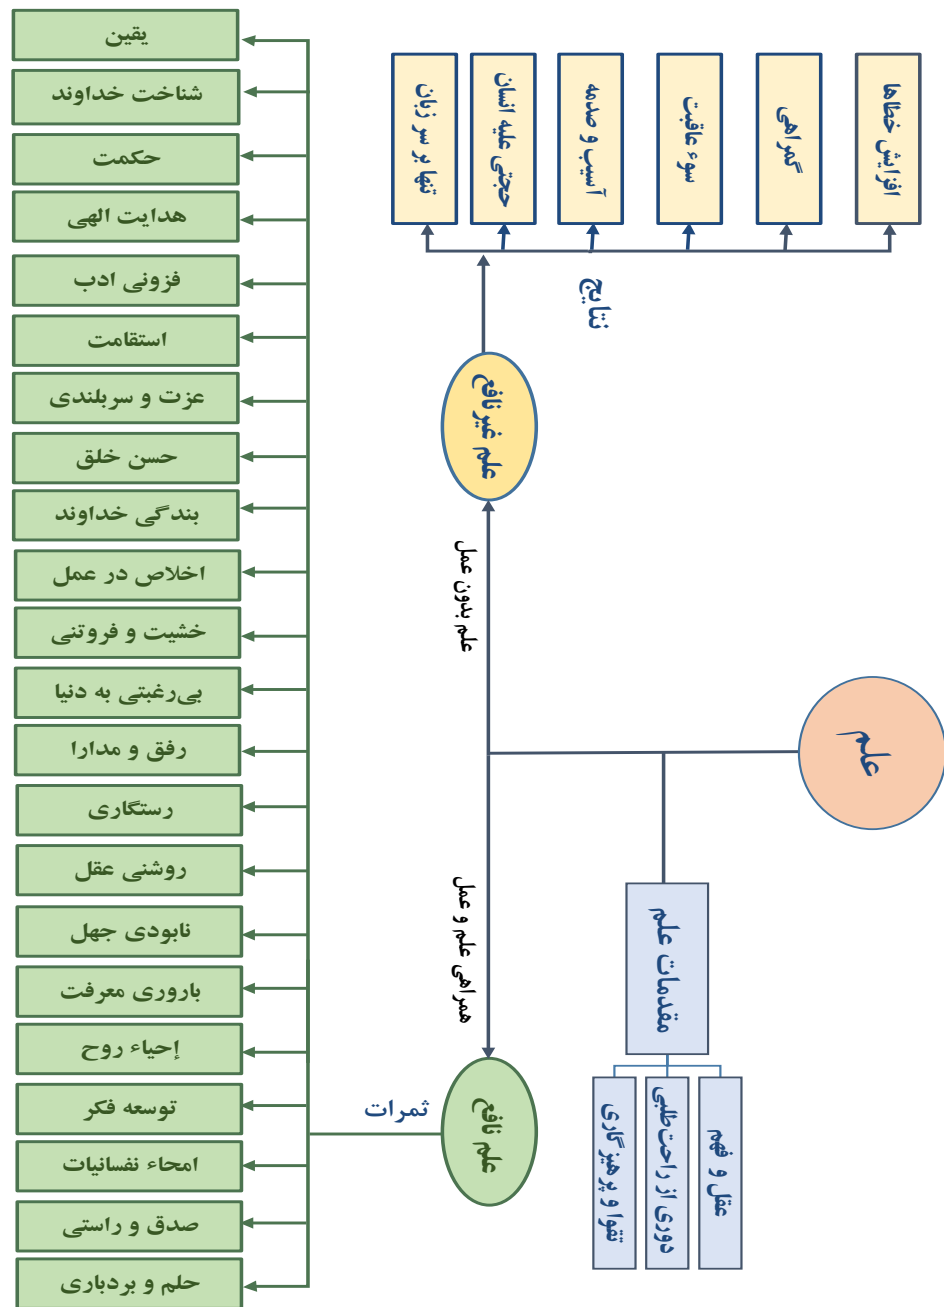 علم
مقدمات علم
عقل و فهم
دوری از راحت‌طلبی
تقوا و پرهیزگاری
علم بدون عمل
علم غیرنافع
نتایج
افزایش خطاها
گمراهی
سوء عاقبت
آسیب و صدمه
حجتی علیه انسان
تنها بر سر زبان
همراهی علم و عمل
علم نافع
ثمرات
یقین
شناخت خداوند
حکمت
هدایت الهی
فزونی ادب
استقامت
عزت و سربلندی
حسن خلق
بندگی خداوند
اخلاص در عمل
خشیت و فروتنی
بی‌رغبتی به دنیا
رفق و مدارا
رستگاری
روشنی عقل
نابودی جهل
باروری معرفت
إحیاء روح
توسعه فکر
امحاء نفسانیات
صدق و راستی
حلم و بردباری